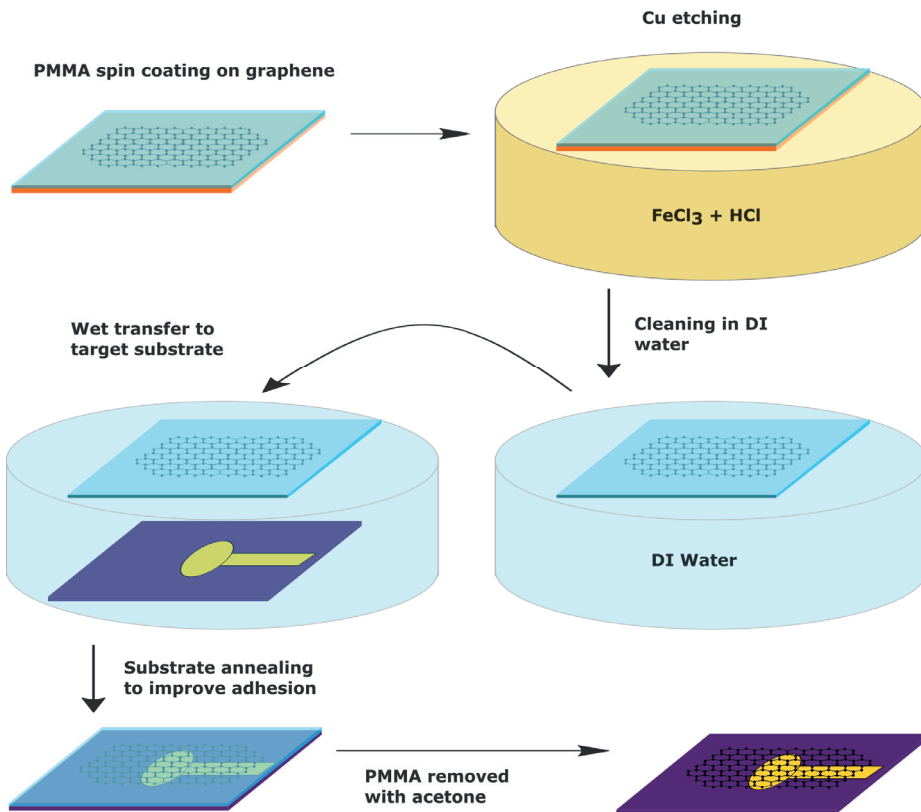 Cu etching
PMMA spin coating on graphene
FeCl3 + HCl
Wet transfer to
target substrate
Cleaning in DI
water
DI Water
Substrate annealing
to improve adhesion
PMMA removed
with acetone